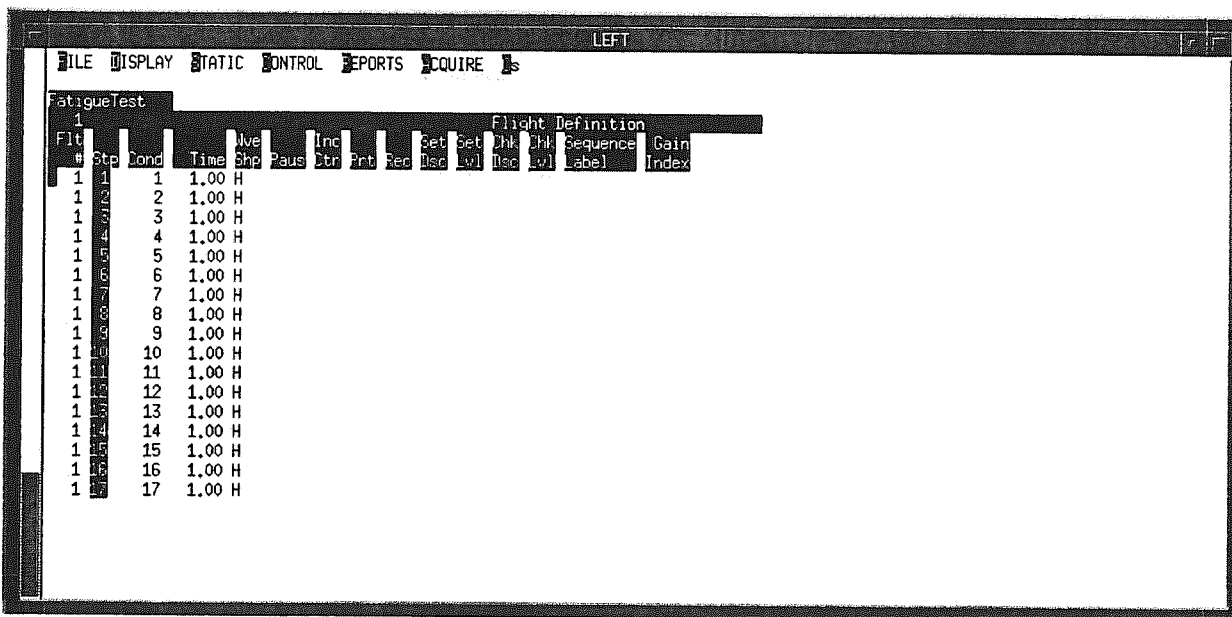 LEFT
FILE DISPLAY STATIC CONTROL REPORTS ACQUIRE
FatigueTest
1 Flight Definition
Flt Wve Inc Set Set Chk Chk Sequence Gain
# Stp Cond Time Shp Paus Ctr Prt Rec Dsc Lvl Dsc Lvl Label Index
1 1 1 1.00 H
1 2 2 1.00 H
1 3 3 1.00 H
1 4 4 1.00 H
1 5 5 1.00 H
1 6 6 1.00 H
1 7 7 1.00 H
1 8 8 1.00 H
1 9 9 1.00 H
1 10 10 1.00 H
1 11 11 1.00 H
1 12 12 1.00 H
1 13 13 1.00 H
1 14 14 1.00 H
1 15 15 1.00 H
1 16 16 1.00 H
1 17 17 1.00 H